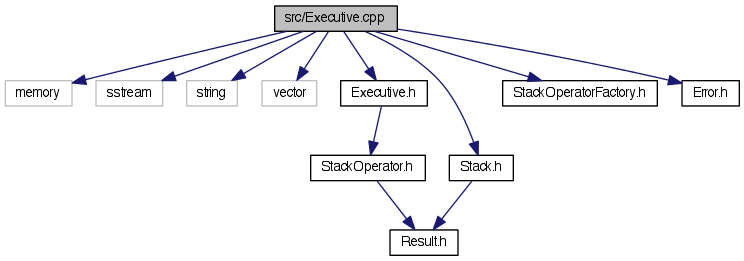 src/Executive.cpp
memory
sstream
string
vector
Executive.h
StackOperatorFactory.h
Error.h
StackOperator.h
Stack.h
Result.h